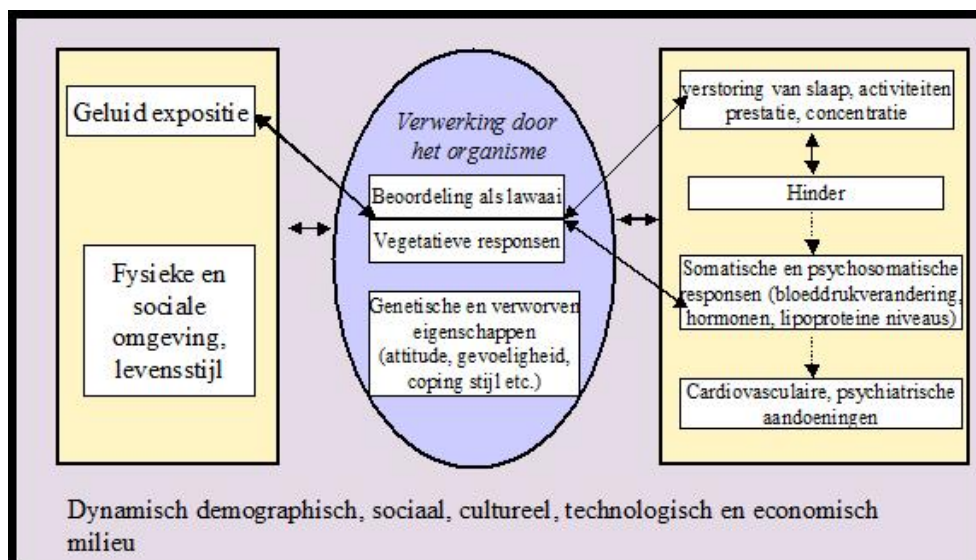 Geluid expositie
Fysieke en
sociale
omgeving,
levensstijl
Verwerking door
het organisme
Beoordeling als lawaai
Vegetatieve responsen
Genetische en verworven
eigenschappen
(attitude, gevoeligheid,
coping stijl etc.)
verstoring van slaap, activiteiten
prestatie, concentratie
Hinder
Somatische en psychosomatische
responsen (bloeddrukverandering,
hormonen, lipoproteine niveaus)
Cardiovasculaire, psychiatrische
aandoeningen
Dynamisch demographisch, sociaal, cultureel, technologisch en economisch
milieu